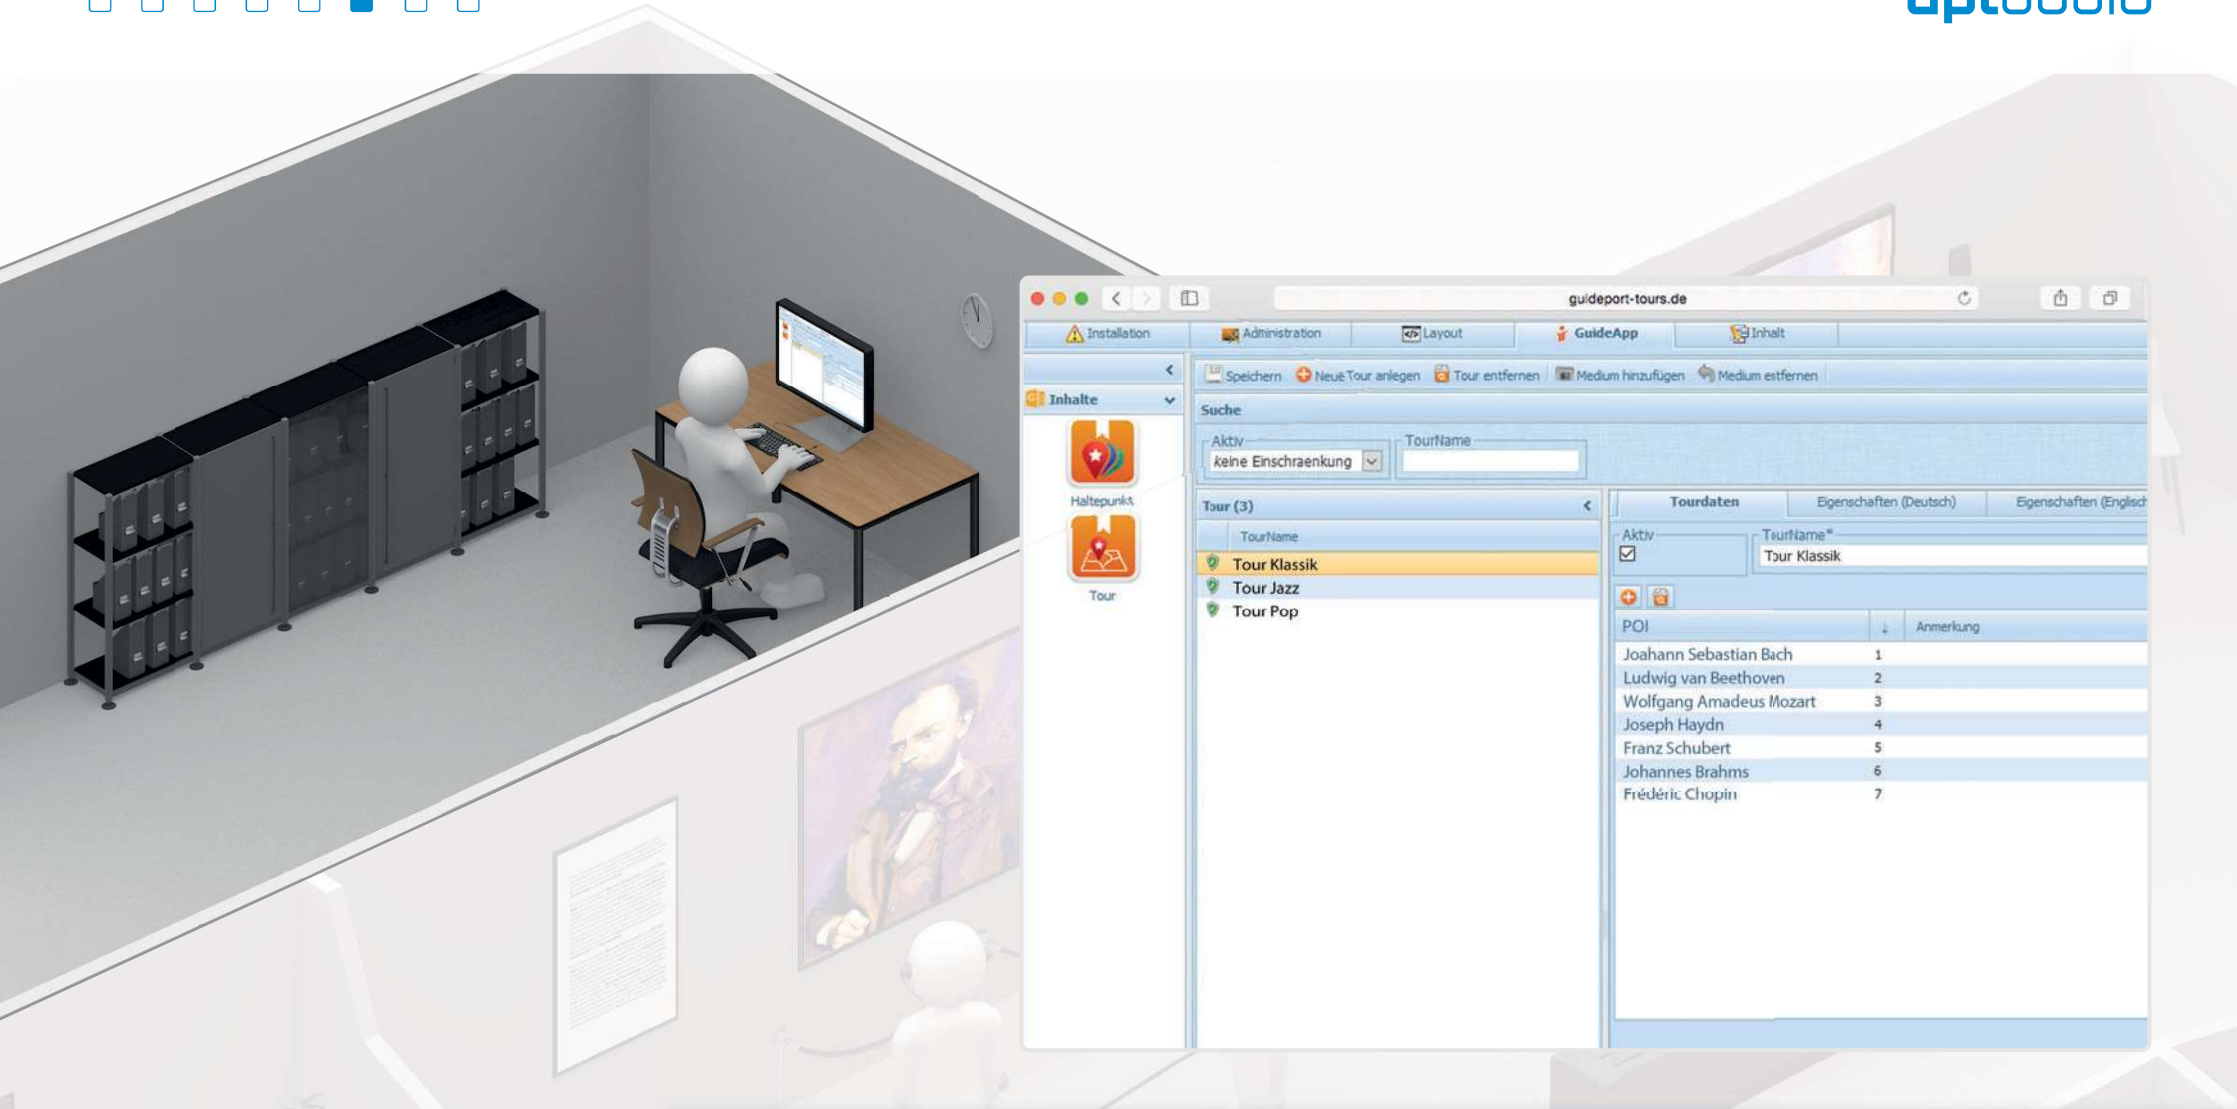 guideport-tours.de
Installation Administration Layout GuideApp Inhalt
Speichern Neue Tour anlegen Tour entfernen Medium hinzufügen Medium estfernen
Inhalte
Suche
Aktiv TourName
keine Einschraenkung
Haltepunkt
Tour
Tour (3)
TourName
Tour Klassik
Tour Jazz
Tour Pop
Tourdaten Eigenschaften (Deutsch) Eigenschaften (Englisch
Aktiv TourName*
Tour Klassik
POI Anmerkung
Joahann Sebastian Bach 1
Ludwig van Beethoven 2
Wolfgang Amadeus Mozart 3
Joseph Haydn 4
Franz Schubert 5
Johannes Brahms 6
Frédéric Chopin 7